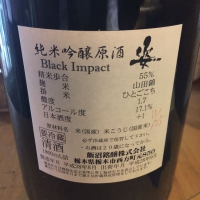 純米吟醸原酒 姿
Black Impact
精米歩合 55%
麹米 山田錦
掛米 ひとごこち
酸度 1.7
アルコール度 17.1%
日本酒度 +1
原材料名 米(国産) 米こうじ(国産米)
要冷蔵
清酒
飯沼銘醸株式会社
栃木県栃木市西方町